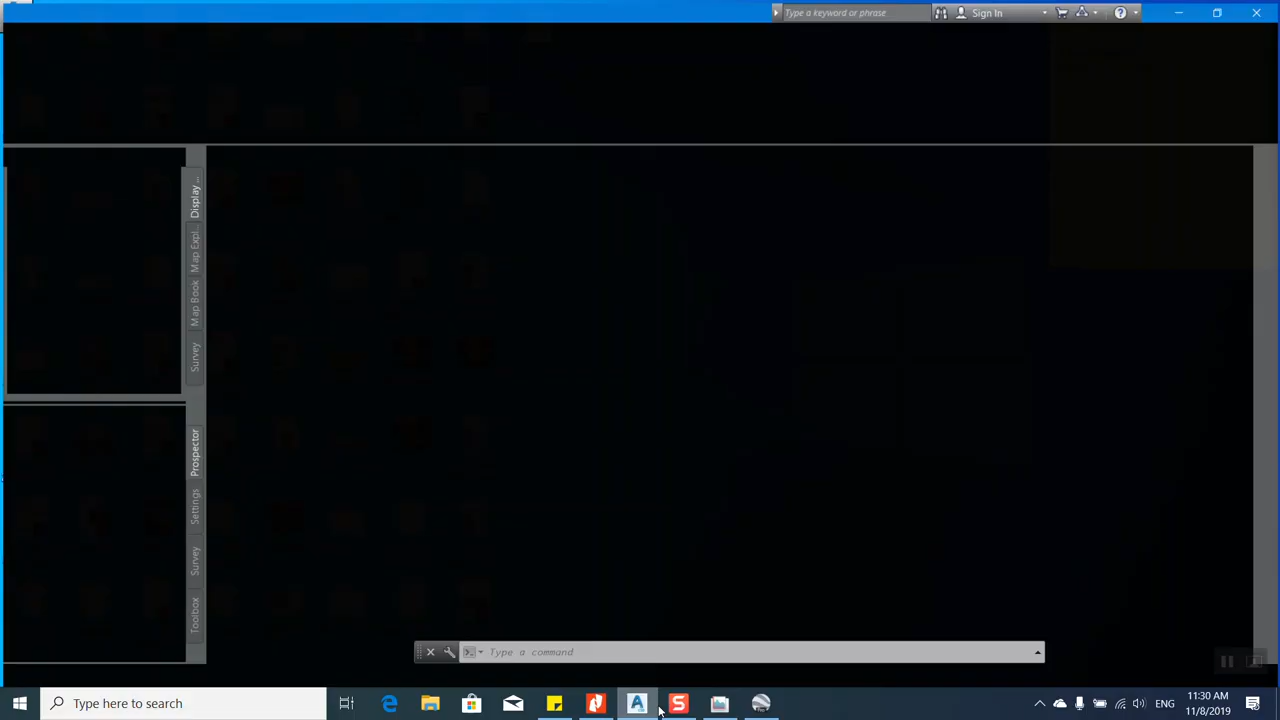 Type a keyword or phrase
Sign In
Display ...
Map Expl...
Map Book
Survey
Prospector
Settings
Survey
Toolbox
Type a command
Type here to search
ENG
11:30 AM
11/8/2019